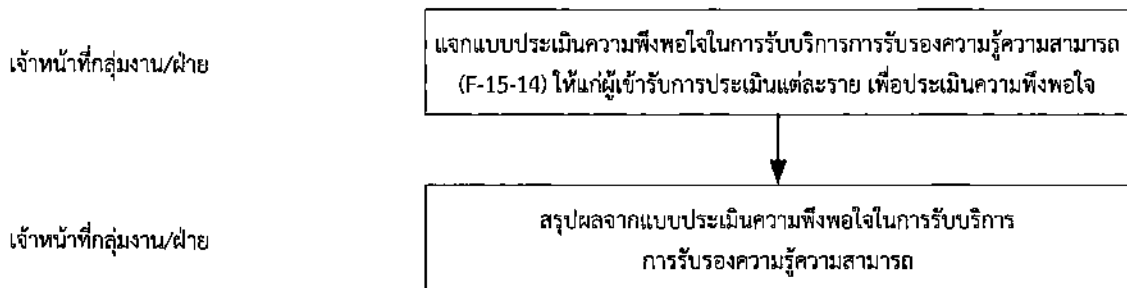 เจ้าหน้าที่กลุ่มงาน/ฝ่าย
แจกแบบประเมินความพึงพอใจในการรับบริการการรับรองความรู้ความสามารถ
(F-15-14) ให้แก่ผู้เข้ารับการประเมินแต่ละราย เพื่อประเมินความพึงพอใจ
เจ้าหน้าที่กลุ่มงาน/ฝ่าย
สรุปผลจากแบบประเมินความพึงพอใจในการรับบริการ
การรับรองความรู้ความสามารถ